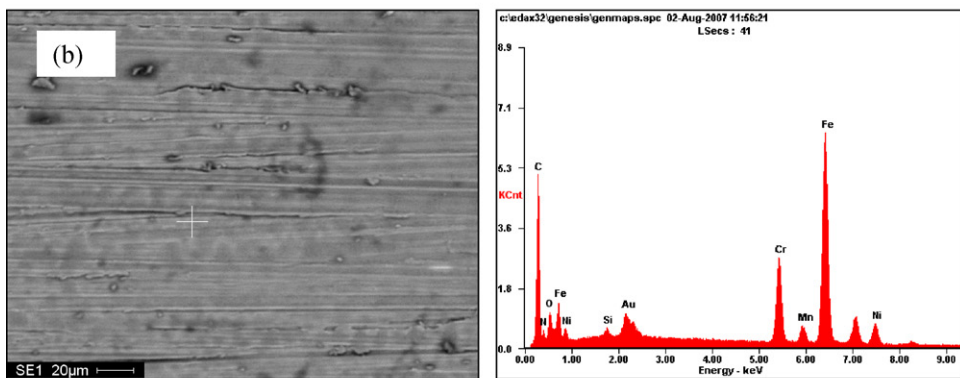 (b)
SE1 20µm
c:\edax32\genesis\genmaps.spc 02-Aug-2007 11:56:21
LSecs : 41
8.9
7.1
5.3
KCnt
3.6
1.8
0.0
C
N
O
Fe
Ni
Si
Au
Cr
Mn
Fe
Ni
0.00 1.00 2.00 3.00 4.00 5.00 6.00 7.00 8.00 9.00
Energy - keV